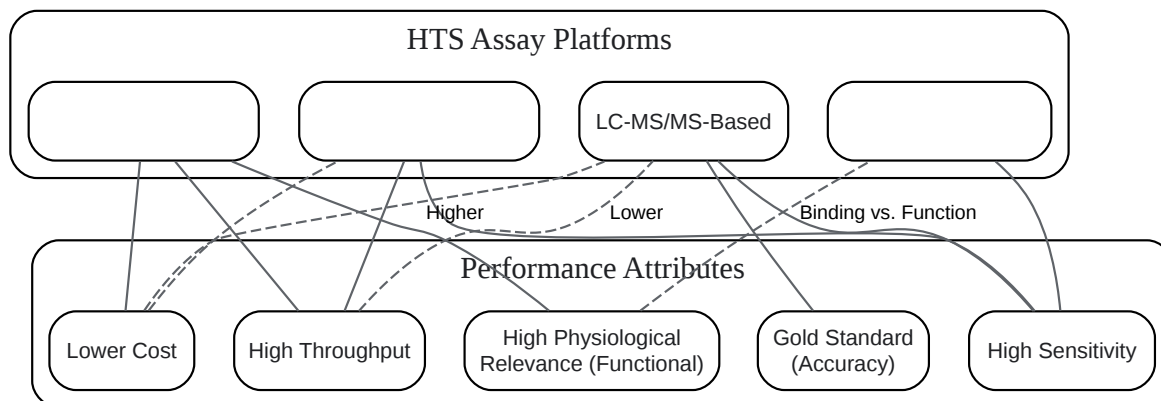 HTS Assay Platforms
LC-MS/MS-Based
Higher
Lower
Binding vs. Function
Performance Attributes
Lower Cost
High Throughput
High Physiological
Relevance (Functional)
Gold Standard
(Accuracy)
High Sensitivity